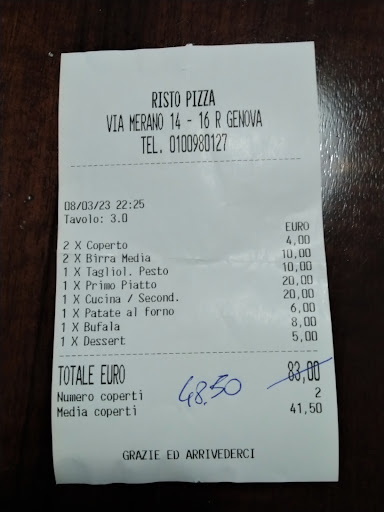 RISTO PIZZA
VIA MERANO 14 - 16 R GENOVA
TEL. 0100980127
08/03/23 22:25
Tavolo: 3.0
EURO
2 X Coperto 4,00
2 X Birra Media 10,00
1 X Tagliol. Pesto 10,00
1 X Primo Piatto 20,00
1 X Cucina / Second. 20,00
1 X Patate al forno 6,00
1 X Bufala 8,00
1 X Dessert 5,00
TOTALE EURO 83,00
48,50
Numero coperti 2
Media coperti 41,50
GRAZIE ED ARRIVEDERCI